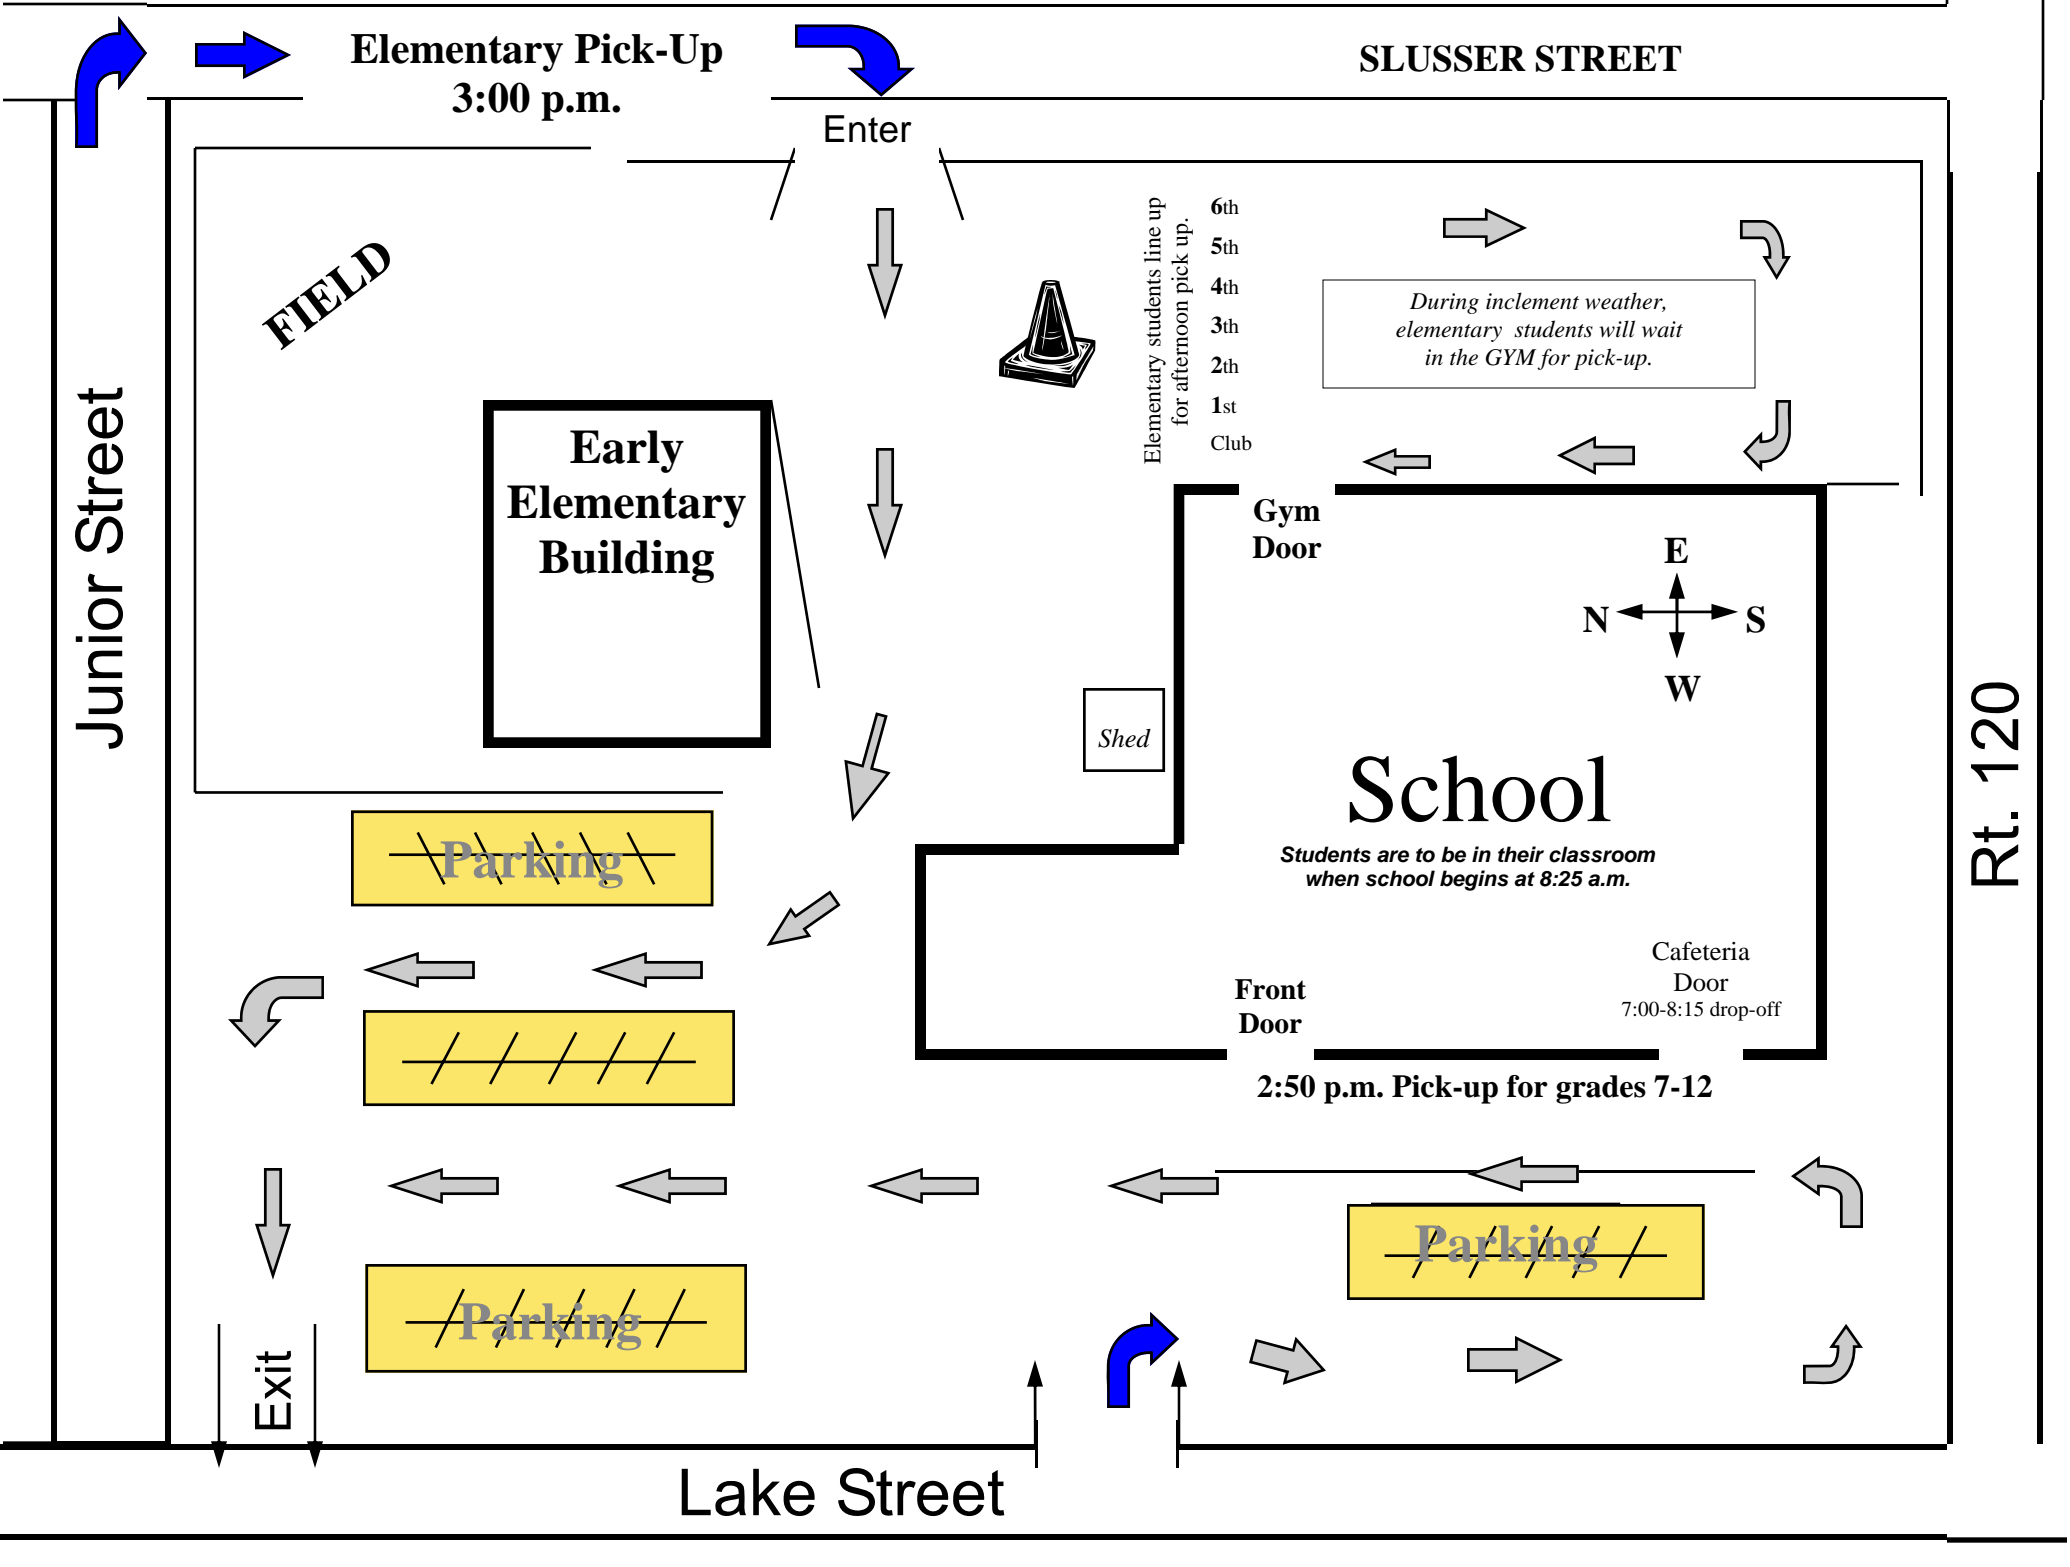 Elementary Pick-Up
3:00 p.m.
SLUSSER STREET
Enter
FIELD
Elementary students line up
for afternoon pick up.
6th
5th
4th
3th
2th
1st
Club
During inclement weather,
elementary students will wait
in the GYM for pick-up.
Junior Street
Early
Elementary
Building
Gym
Door
E
N
S
W
Shed
School
Students are to be in their classroom
when school begins at 8:25 a.m.
Rt. 120
Parking
Cafeteria
Door
7:00-8:15 drop-off
Front
Door
2:50 p.m. Pick-up for grades 7-12
Parking
Parking
Exit
Lake Street